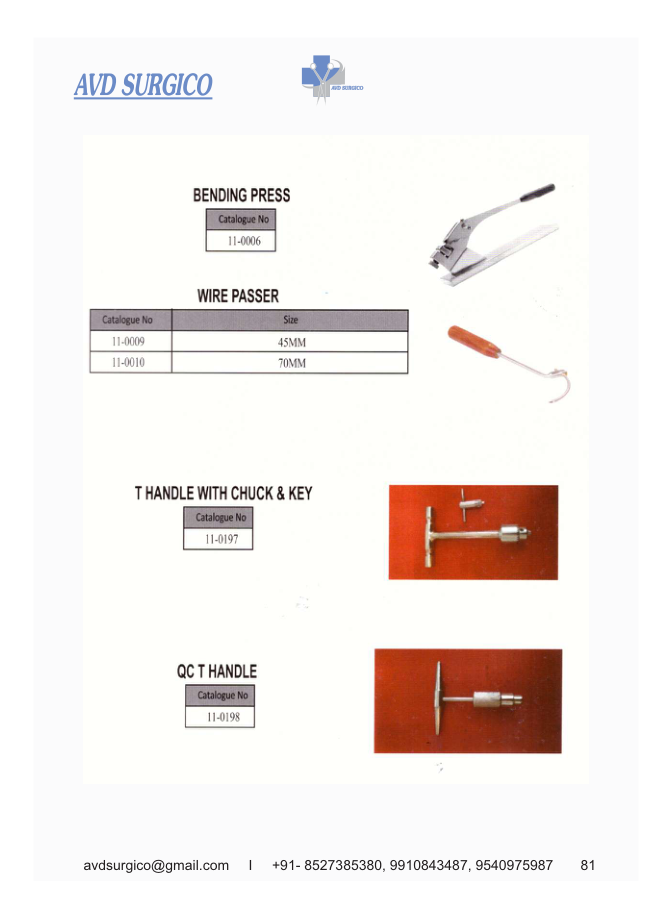 AVD SURGICO
AVD SURGICO
BENDING PRESS
Catalogue No
11-0006
WIRE PASSER
Catalogue No Size
11-0009 45MM
11-0010 70MM
T HANDLE WITH CHUCK & KEY
Catalogue No
11-0197
QC T HANDLE
Catalogue No
11-0198
avdsurgico@gmail.com I +91- 8527385380, 9910843487, 9540975987 81